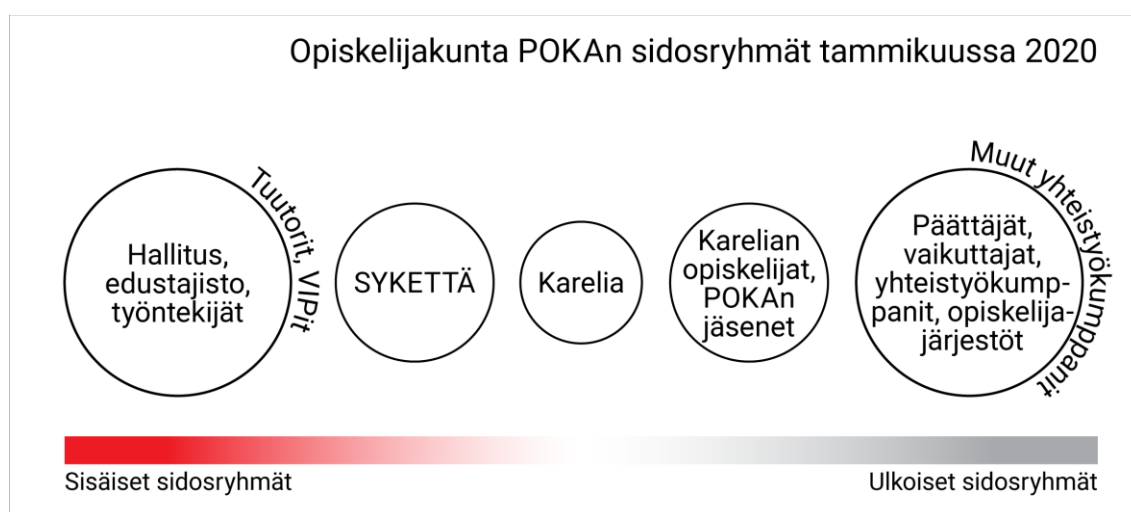 Opiskelijakunta POKAn sidosryhmät tammikuussa 2020
Hallitus,
edustajisto,
työntekijät
Tuutorit, VIPit
SYKETTÄ
Karelia
Karelian
opiskelijat,
POKAn
jäsenet
Päättäjät,
vaikuttajat,
yhteistyökump-
panit, opiskelija-
järjestöt
Muut yhteistyökumppanit
Sisäiset sidosryhmät
Ulkoiset sidosryhmät